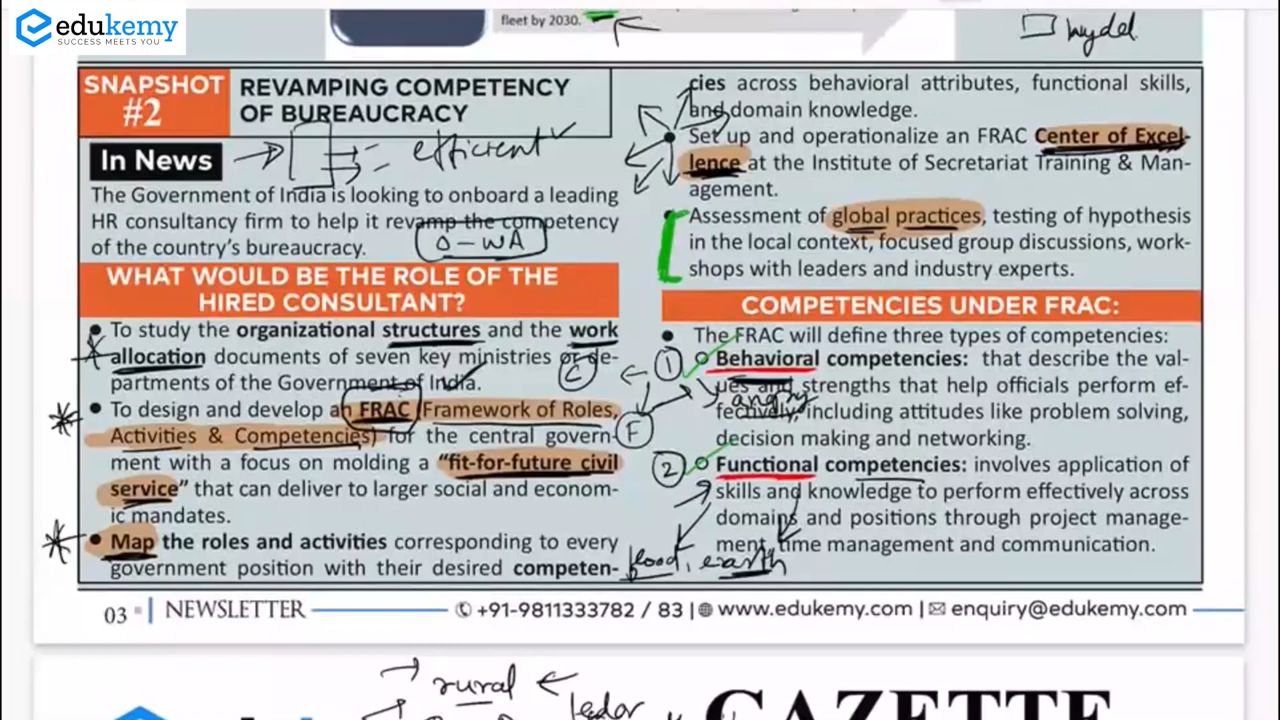 edukemy
SUCCESS MEETS YOU
fleet by 2030.
hydel
SNAPSHOT
#2
REVAMPING COMPETENCY
OF BUREAUCRACY
In News
efficient
The Government of India is looking to onboard a leading
HR consultancy firm to help it revamp the competency
of the country's bureaucracy.
O-WA
WHAT WOULD BE THE ROLE OF THE
HIRED CONSULTANT?
• To study the organizational structures and the work
allocation documents of seven key ministries or de-
partments of the Government of India.
C
• To design and develop an FRAC (Framework of Roles,
Activities & Competencies) for the central govern-
ment with a focus on molding a "fit-for-future civil
service" that can deliver to larger social and econom-
ic mandates.
• Map the roles and activities corresponding to every
government position with their desired competen-
cies across behavioral attributes, functional skills,
and domain knowledge.
• Set up and operationalize an FRAC Center of Excel-
lence at the Institute of Secretariat Training & Man-
agement.
• Assessment of global practices, testing of hypothesis
in the local context, focused group discussions, work-
shops with leaders and industry experts.
COMPETENCIES UNDER FRAC:
• The FRAC will define three types of competencies:
1
Behavioral competencies: that describe the val-
ues and strengths that help officials perform ef-
fectively, including attitudes like problem solving,
decision making and networking.
angry
F
2
Functional competencies: involves application of
skills and knowledge to perform effectively across
domains and positions through project manage-
ment, time management and communication.
flood, earth
03 NEWSLETTER +91-9811333782 / 83 | www.edukemy.com | enquiry@edukemy.com
rural
leader
GAZETTE